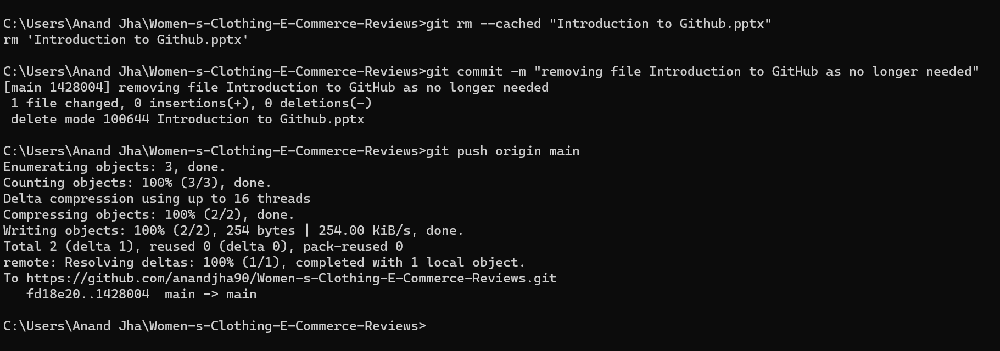 C:\Users\Anand Jha\Women-s-Clothing-E-Commerce-Reviews>git rm --cached "Introduction to Github.pptx"
rm 'Introduction to Github.pptx'
C:\Users\Anand Jha\Women-s-Clothing-E-Commerce-Reviews>git commit -m "removing file Introduction to GitHub as no longer needed"
[main 1428004] removing file Introduction to GitHub as no longer needed
 1 file changed, 0 insertions(+), 0 deletions(-)
 delete mode 100644 Introduction to Github.pptx
C:\Users\Anand Jha\Women-s-Clothing-E-Commerce-Reviews>git push origin main
Enumerating objects: 3, done.
Counting objects: 100% (3/3), done.
Delta compression using up to 16 threads
Compressing objects: 100% (2/2), done.
Writing objects: 100% (2/2), 254 bytes | 254.00 KiB/s, done.
Total 2 (delta 1), reused 0 (delta 0), pack-reused 0
remote: Resolving deltas: 100% (1/1), completed with 1 local object.
To https://github.com/anandjha90/Women-s-Clothing-E-Commerce-Reviews.git
   fd18e20..1428004  main -> main
C:\Users\Anand Jha\Women-s-Clothing-E-Commerce-Reviews>